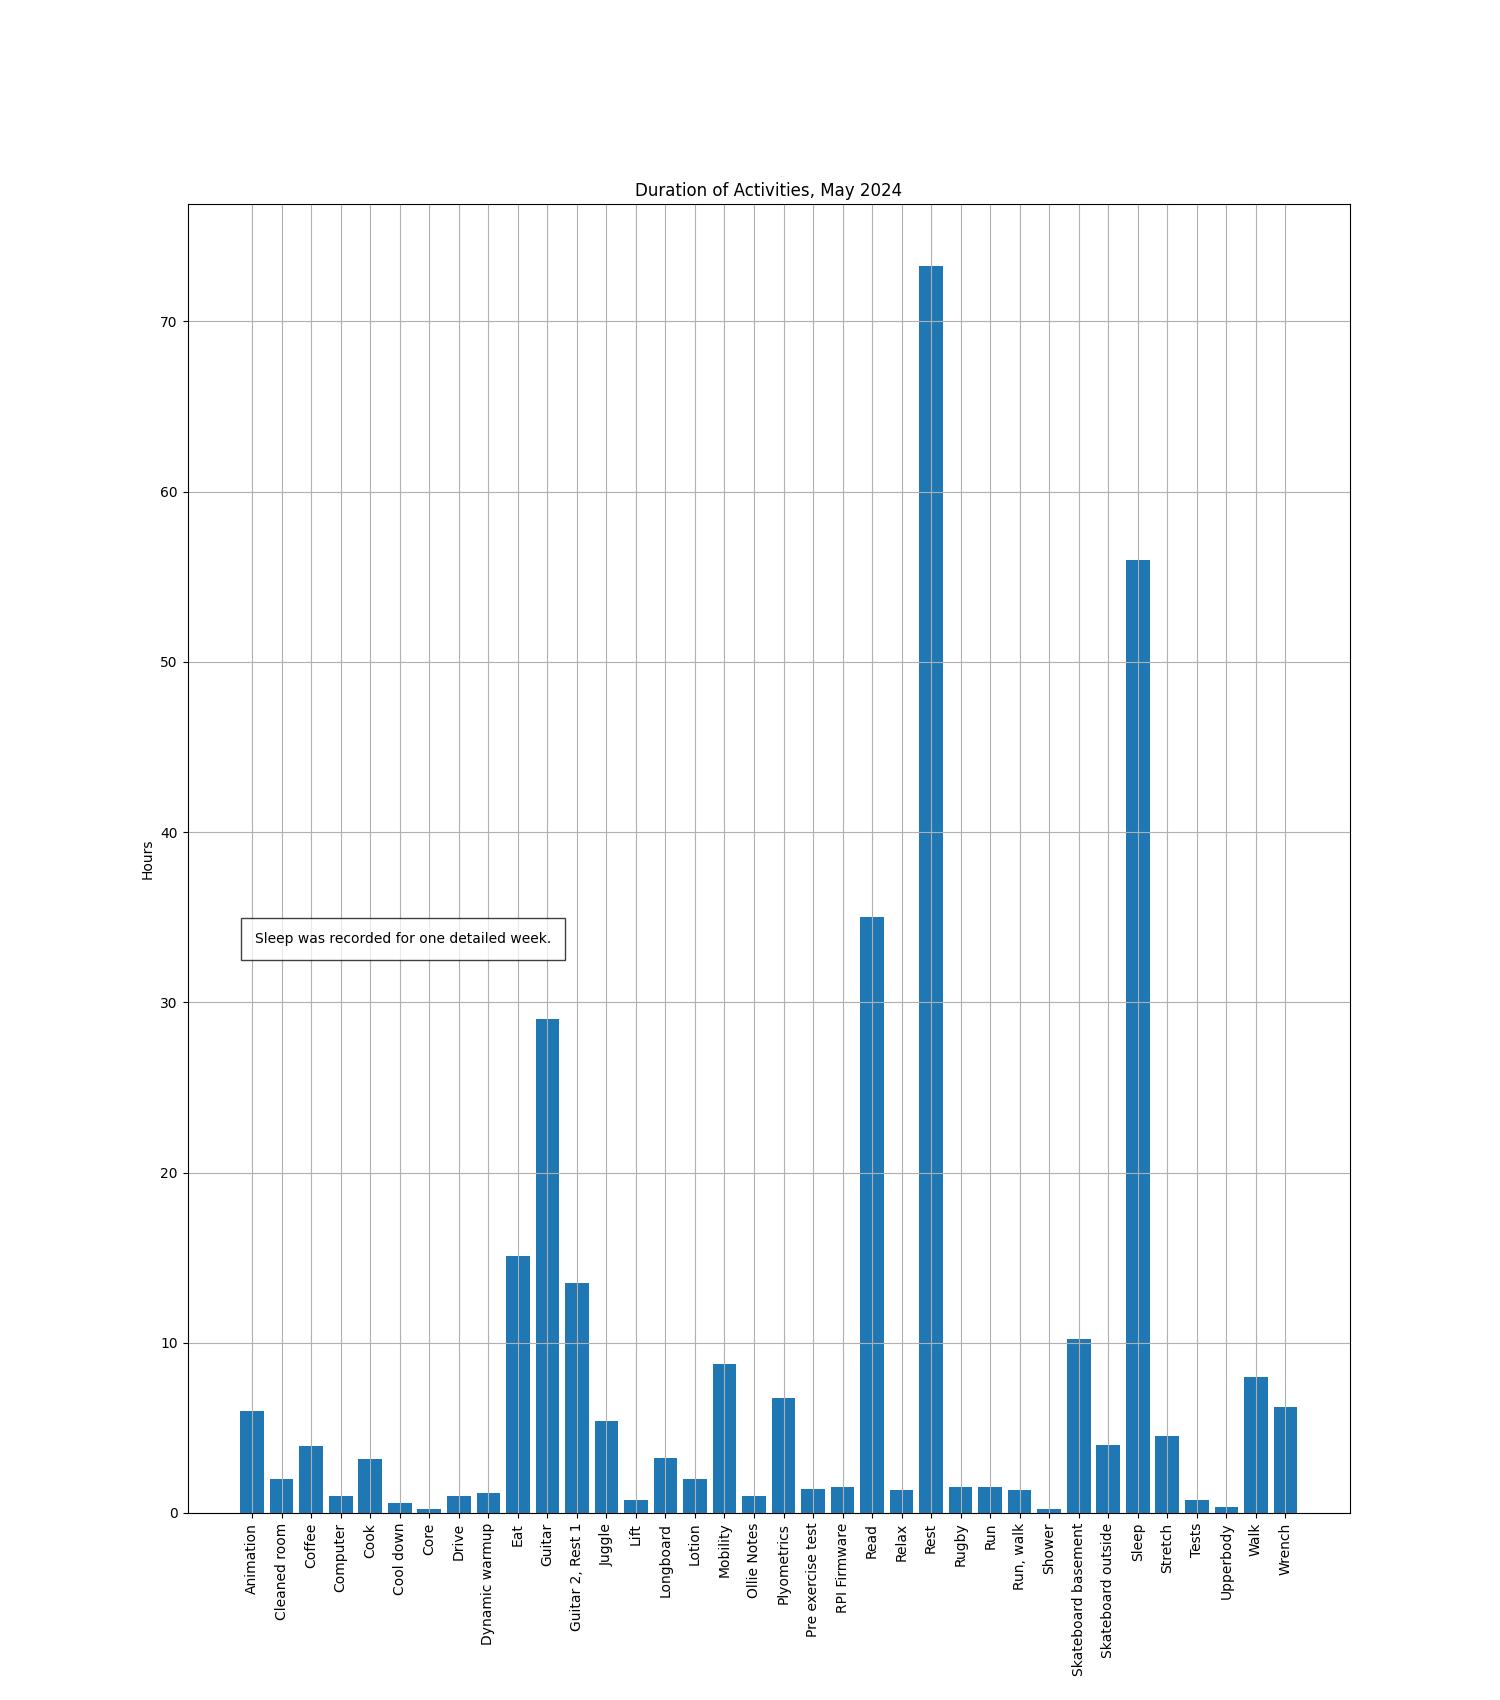 Duration of Activities, May 2024
70
60
50
40
30
20
10
0
Hours
Sleep was recorded for one detailed week.
Animation
Cleaned room
Coffee
Computer
Cook
Cool down
Core
Drive
Dynamic warmup
Eat
Guitar
Guitar 2, Rest 1
Juggle
Lift
Longboard
Lotion
Mobility
Ollie Notes
Plyometrics
Pre exercise test
RPI Firmware
Read
Relax
Rest
Rugby
Run
Run, walk
Shower
Skateboard basement
Skateboard outside
Sleep
Stretch
Tests
Upperbody
Walk
Wrench